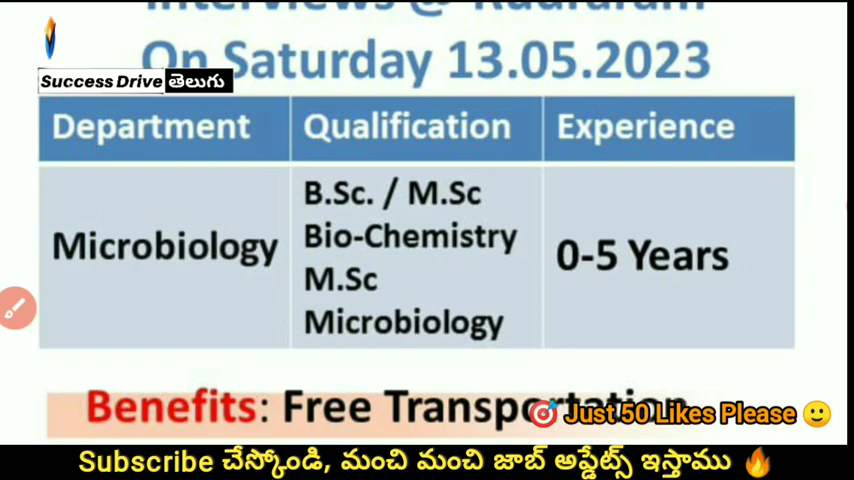 On Saturday 13.05.2023
Success Drive తెలుగు
Department Qualification Experience
Microbiology
B.Sc. / M.Sc
Bio-Chemistry
M.Sc
Microbiology
0-5 Years
Benefits: Free Transportation
🎯 Just 50 Likes Please 🙂
Subscribe చేస్కోండి, మంచి మంచి జాబ్ అప్డేట్స్ ఇస్తాము 🔥